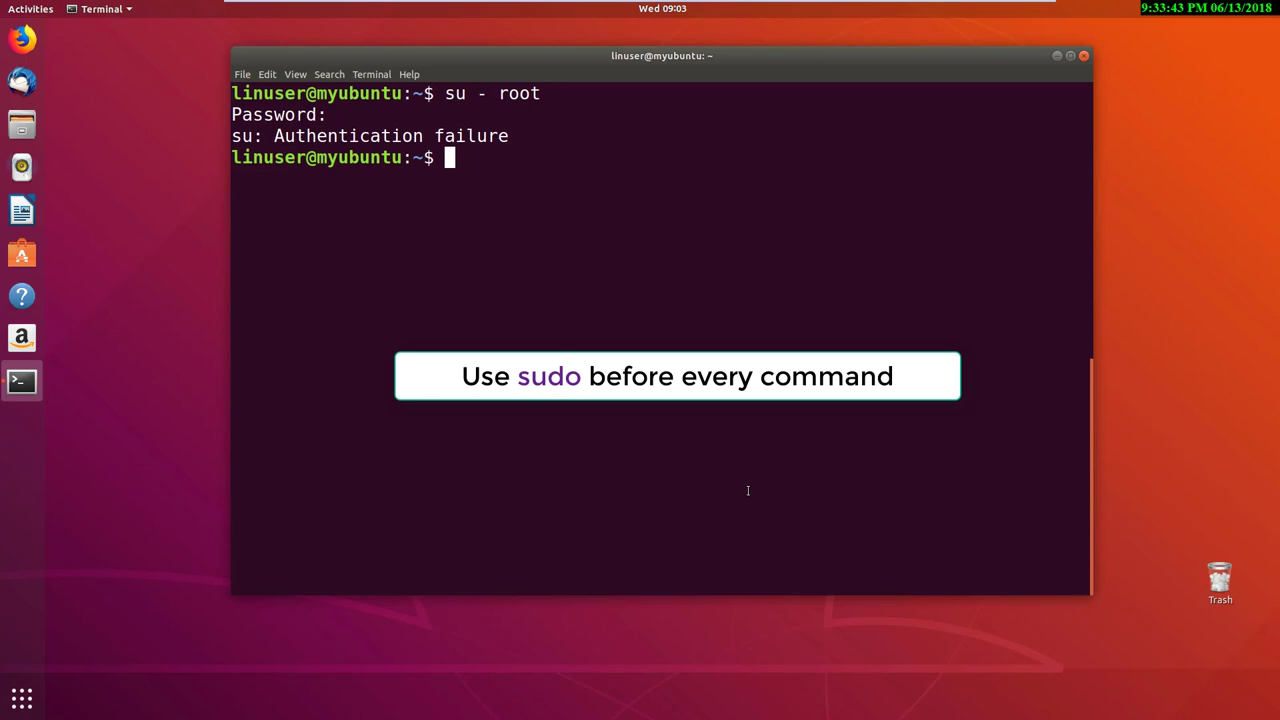 Activities
Terminal
Wed 09:03
9:33:43 PM 06/13/2018
linuser@myubuntu: ~
File Edit View Search Terminal Help
linuser@myubuntu:~$ su - root
Password:
su: Authentication failure
linuser@myubuntu:~$
Use sudo before every command
Trash